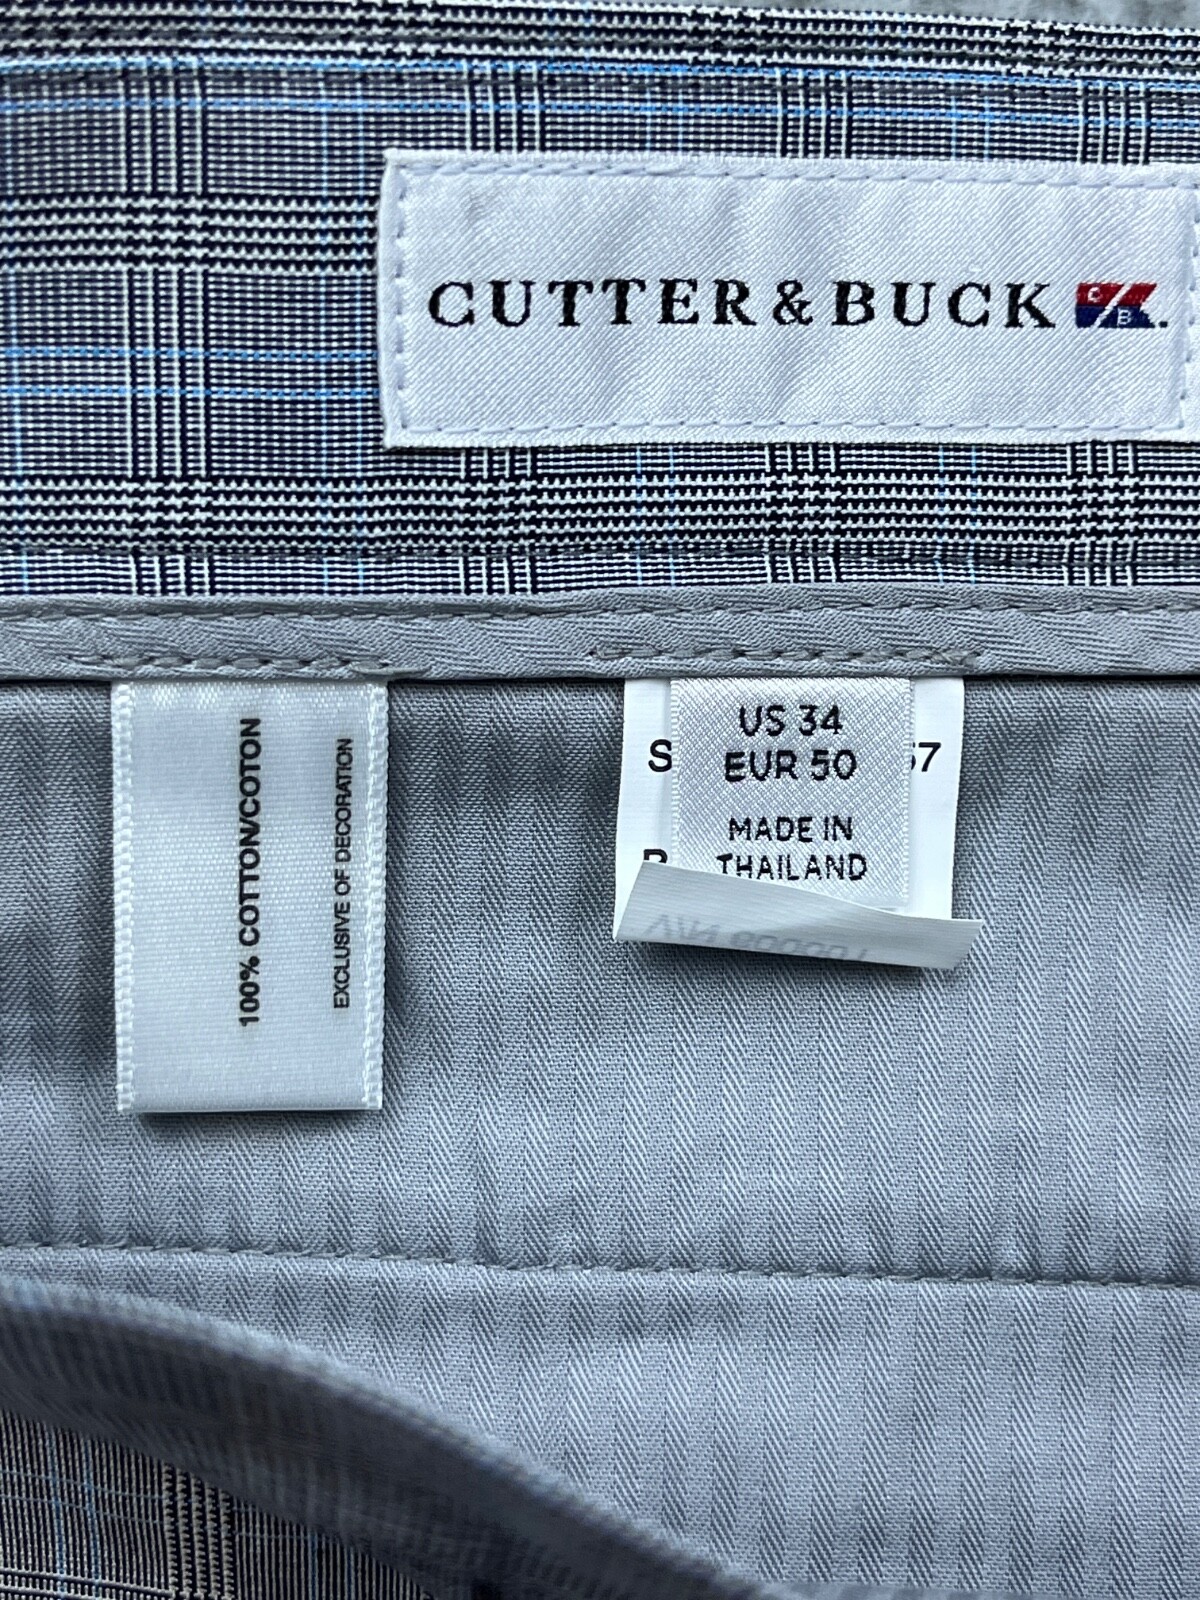 CUTTER & BUCK C/B.
100% COTTON/COTON
EXCLUSIVE OF DECORATION
US 34
EUR 50
MADE IN
THAILAND